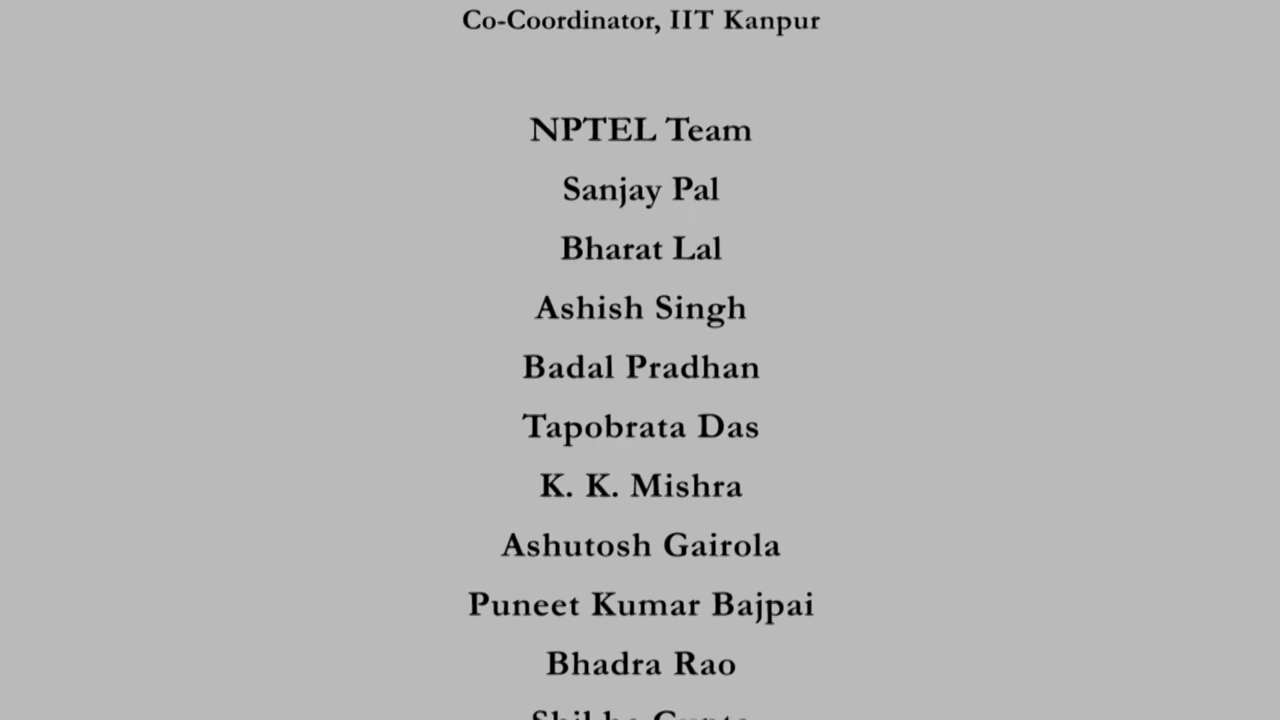 Co-Coordinator, IIT Kanpur
NPTEL Team
Sanjay Pal
Bharat Lal
Ashish Singh
Badal Pradhan
Tapobrata Das
K. K. Mishra
Ashutosh Gairola
Puneet Kumar Bajpai
Bhadra Rao